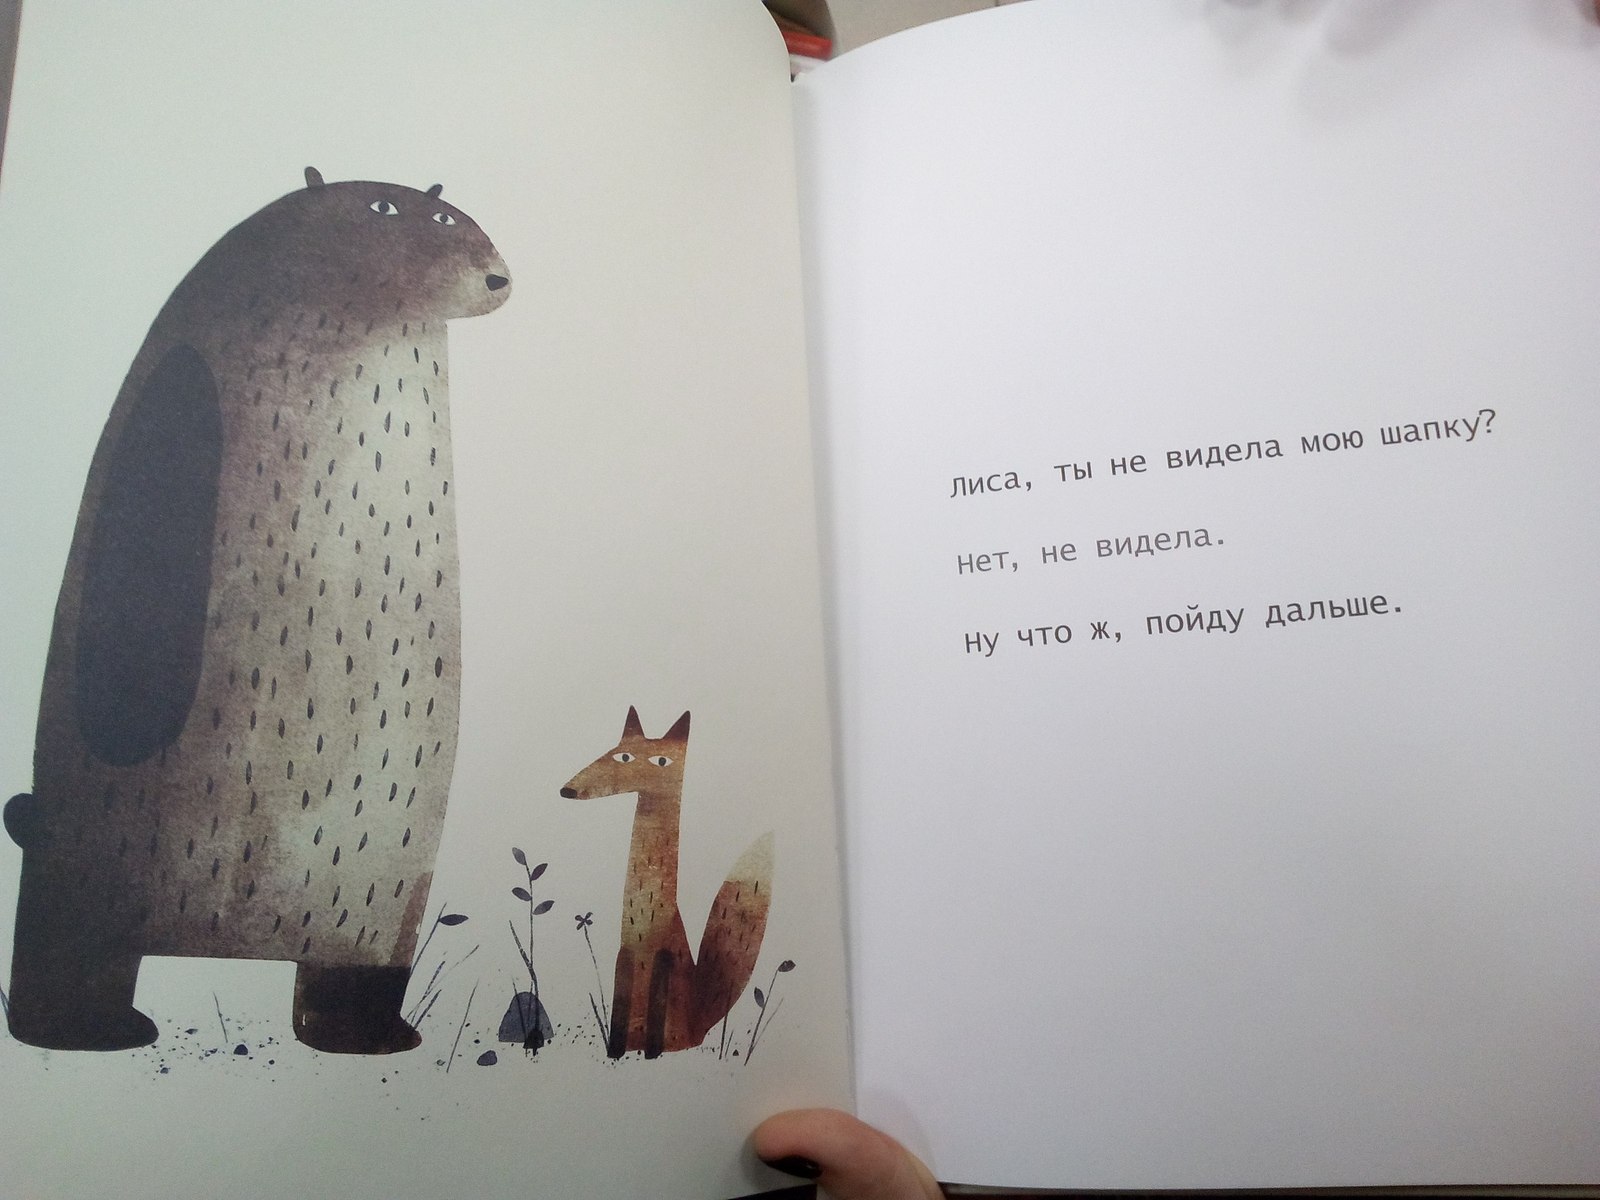 Лиса, ты не видела мою шапку?
Нет, не видела.
Ну что ж, пойду дальше.